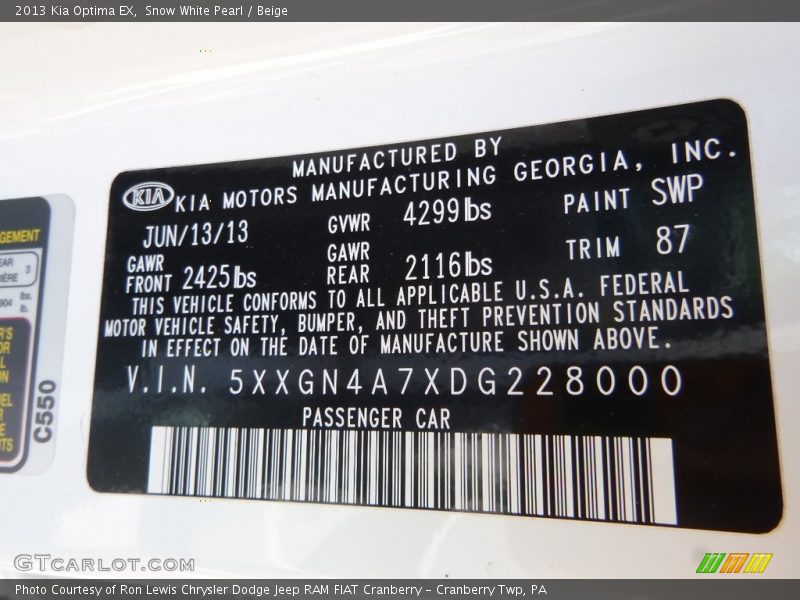 2013 Kia Optima EX, Snow White Pearl / Beige
MANUFACTURED BY
KIA KIA MOTORS MANUFACTURING GEORGIA, INC.
JUN/13/13 GVWR 4299lbs PAINT SWP
GAWR FRONT 2425lbs GAWR REAR 2116lbs TRIM 87
THIS VEHICLE CONFORMS TO ALL APPLICABLE U.S.A. FEDERAL
MOTOR VEHICLE SAFETY, BUMPER, AND THEFT PREVENTION STANDARDS
IN EFFECT ON THE DATE OF MANUFACTURE SHOWN ABOVE.
V.I.N. 5XXGN4A7XDG228000
PASSENGER CAR
C550
GTCARLOT.COM
Photo Courtesy of Ron Lewis Chrysler Dodge Jeep RAM FIAT Cranberry – Cranberry Twp, PA